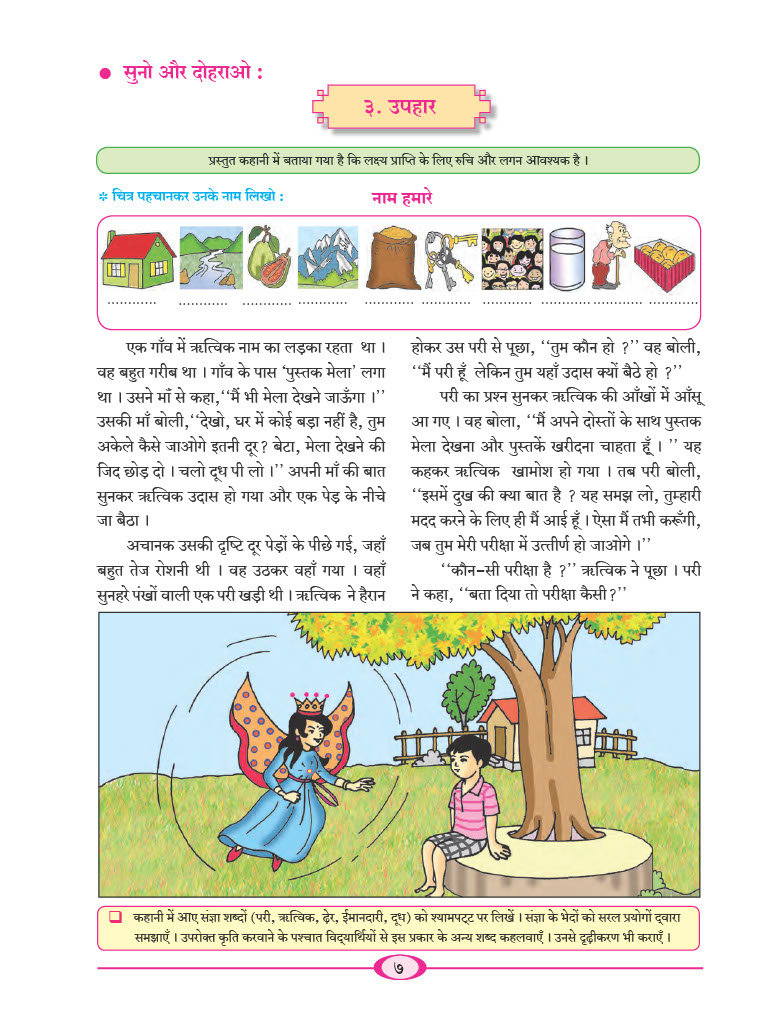 ● सुनो और दोहराओ :
३. उपहार
प्रस्तुत कहानी में बताया गया है कि लक्ष्य प्राप्ति के लिए रुचि और लगन आवश्यक है ।
* चित्र पहचानकर उनके नाम लिखो :
नाम हमारे
............ ............ ............ ............ ............ ............ ............ ............ ............ ............
एक गाँव में ऋत्विक नाम का लड़का रहता था ।
वह बहुत गरीब था । गाँव के पास ‘पुस्तक मेला’ लगा
था । उसने माँ से कहा,‘‘मैं भी मेला देखने जाऊँगा ।’’
उसकी माँ बोली,‘‘देखो, घर में कोई बड़ा नहीं है, तुम
अकेले कैसे जाओगे इतनी दूर? बेटा, मेला देखने की
जिद छोड़ दो । चलो दूध पी लो ।’’ अपनी माँ की बात
सुनकर ऋत्विक उदास हो गया और एक पेड़ के नीचे
जा बैठा ।
अचानक उसकी दृष्टि दूर पेड़ों के पीछे गई, जहाँ
बहुत तेज रोशनी थी । वह उठकर वहाँ गया । वहाँ
सुनहरे पंखों वाली एक परी खड़ी थी । ऋत्विक ने हैरान
होकर उस परी से पूछा, ‘‘तुम कौन हो ?’’ वह बोली,
‘‘मैं परी हूँ लेकिन तुम यहाँ उदास क्यों बैठे हो ?’’
परी का प्रश्न सुनकर ऋत्विक की आँखों में आँसू
आ गए । वह बोला, ‘‘मैं अपने दोस्तों के साथ पुस्तक
मेला देखना और पुस्तकें खरीदना चाहता हूँ । ’’ यह
कहकर ऋत्विक खामोश हो गया । तब परी बोली,
‘‘इसमें दुख की क्या बात है ? यह समझ लो, तुम्हारी
मदद करने के लिए ही मैं आई हूँ । ऐसा मैं तभी करूँगी,
जब तुम मेरी परीक्षा में उत्तीर्ण हो जाओगे ।’’
‘‘कौन-सी परीक्षा है ?’’ ऋत्विक ने पूछा । परी
ने कहा, ‘‘बता दिया तो परीक्षा कैसी?’’
❑ कहानी में आए संज्ञा शब्दों (परी, ऋत्विक, ढ़ेर, ईमानदारी, दूध) को श्यामपट्ट पर लिखें । संज्ञा के भेदों को सरल प्रयोगों द्वारा
समझाएँ । उपरोक्त कृति करवाने के पश्चात विद्यार्थियों से इस प्रकार के अन्य शब्द कहलवाएँ । उनसे दृढ़ीकरण भी कराएँ ।
७